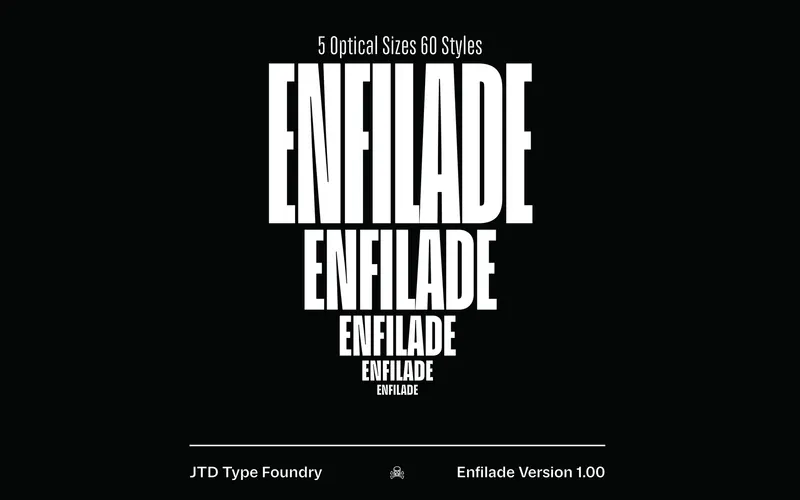 5 Optical Sizes 60 Styles
ENFILADE
ENFILADE
ENFILADE
ENFILADE
ENFILADE
JTD Type Foundry
Enfilade Version 1.00